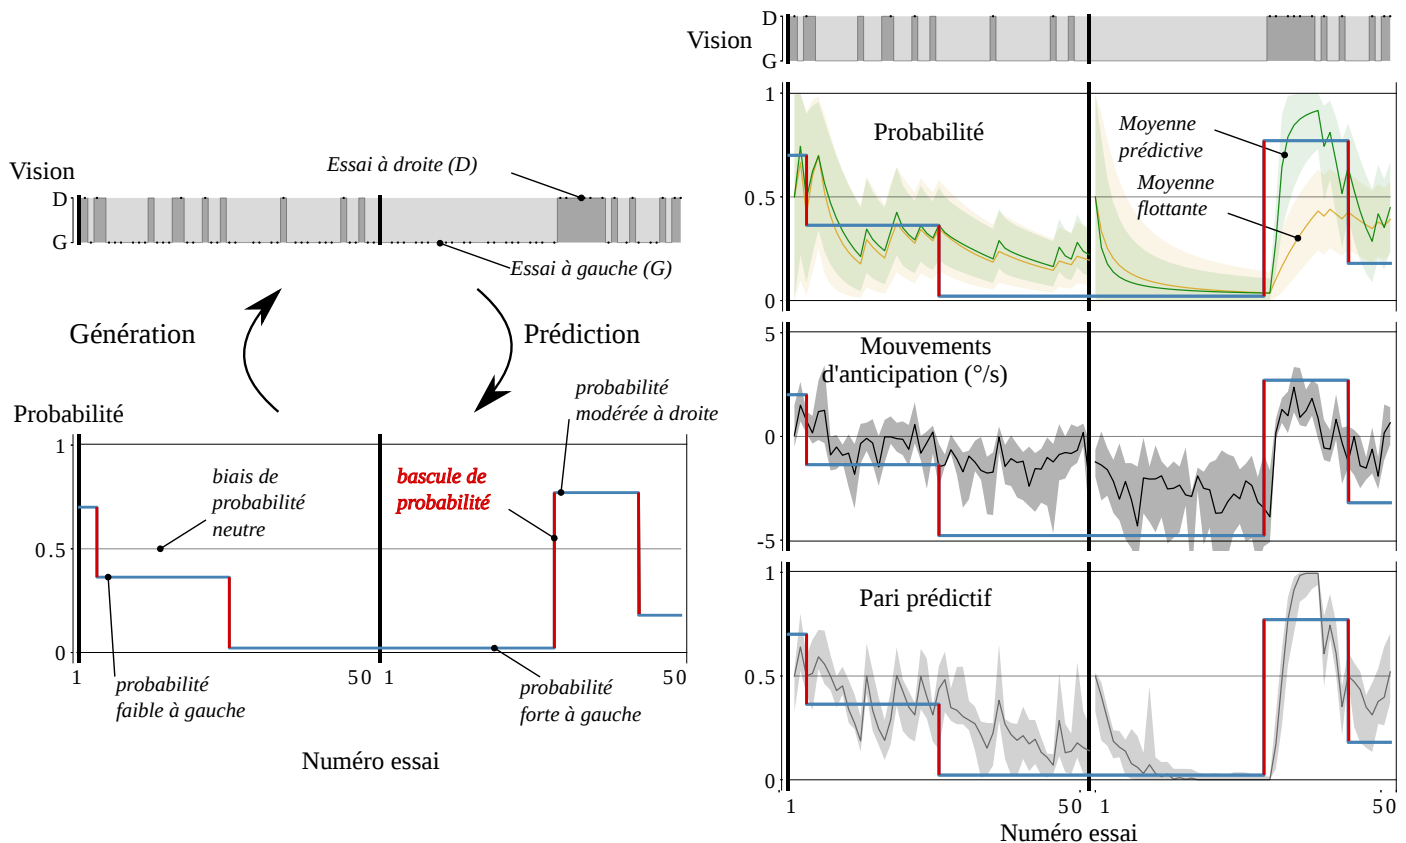 Vision
D
G
Essai à droite (D)
Essai à gauche (G)
Génération
Prédiction
Probabilité
1
0.5
0
biais de
probabilité
neutre
bascule de
probabilité
probabilité
modérée à droite
probabilité
faible à gauche
probabilité
forte à gauche
1
50
1
50
Numéro essai
Vision
D
G
1
0.5
0
Probabilité
Moyenne
prédictive
Moyenne
flottante
5
0
-5
Mouvements
d'anticipation (°/s)
1
0.5
0
Pari prédictif
1
50
1
50
Numéro essai